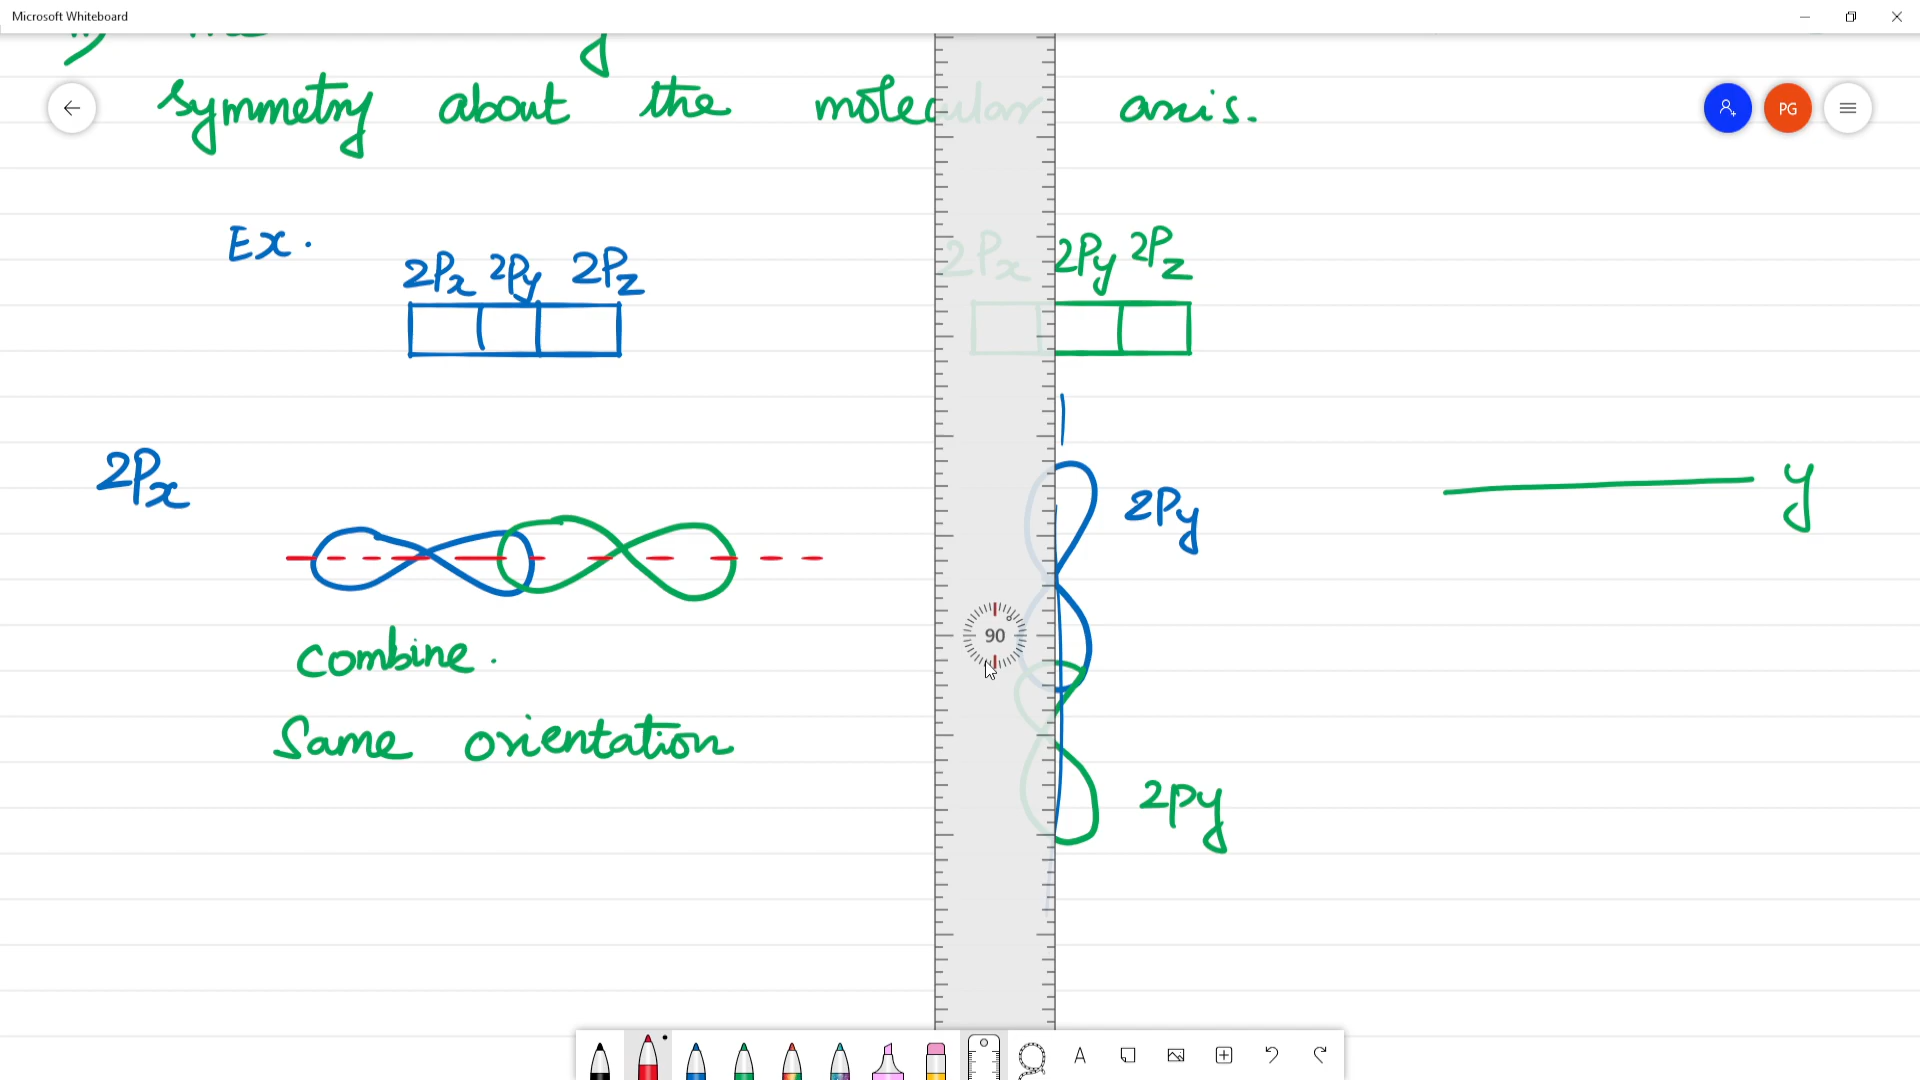 Microsoft Whiteboard
symmetry about the molecular axis.
PG
Ex.
2Px 2Py 2Pz
2Px 2Py 2Pz
2Px
2Py
y
90
combine.
Same orientation
2Py
A